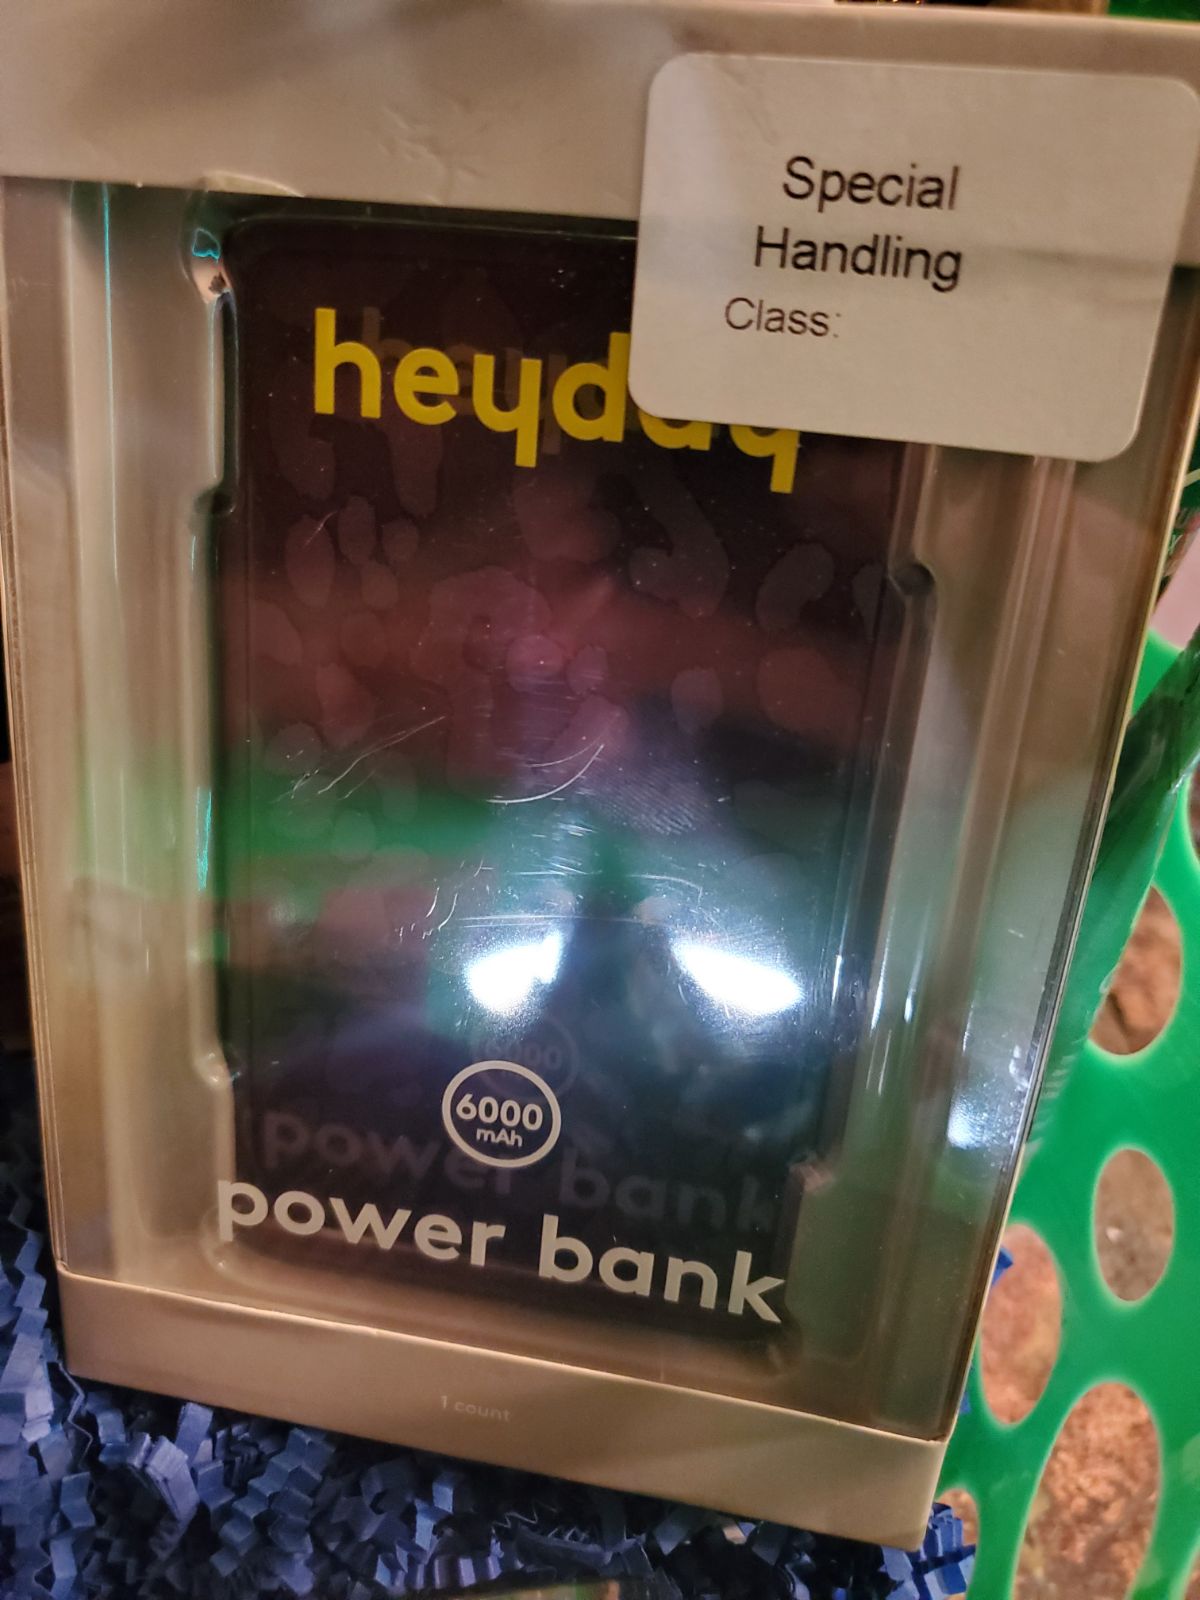 Special
Handling
Class:
heyday
6000
mAh
power bank
1 count